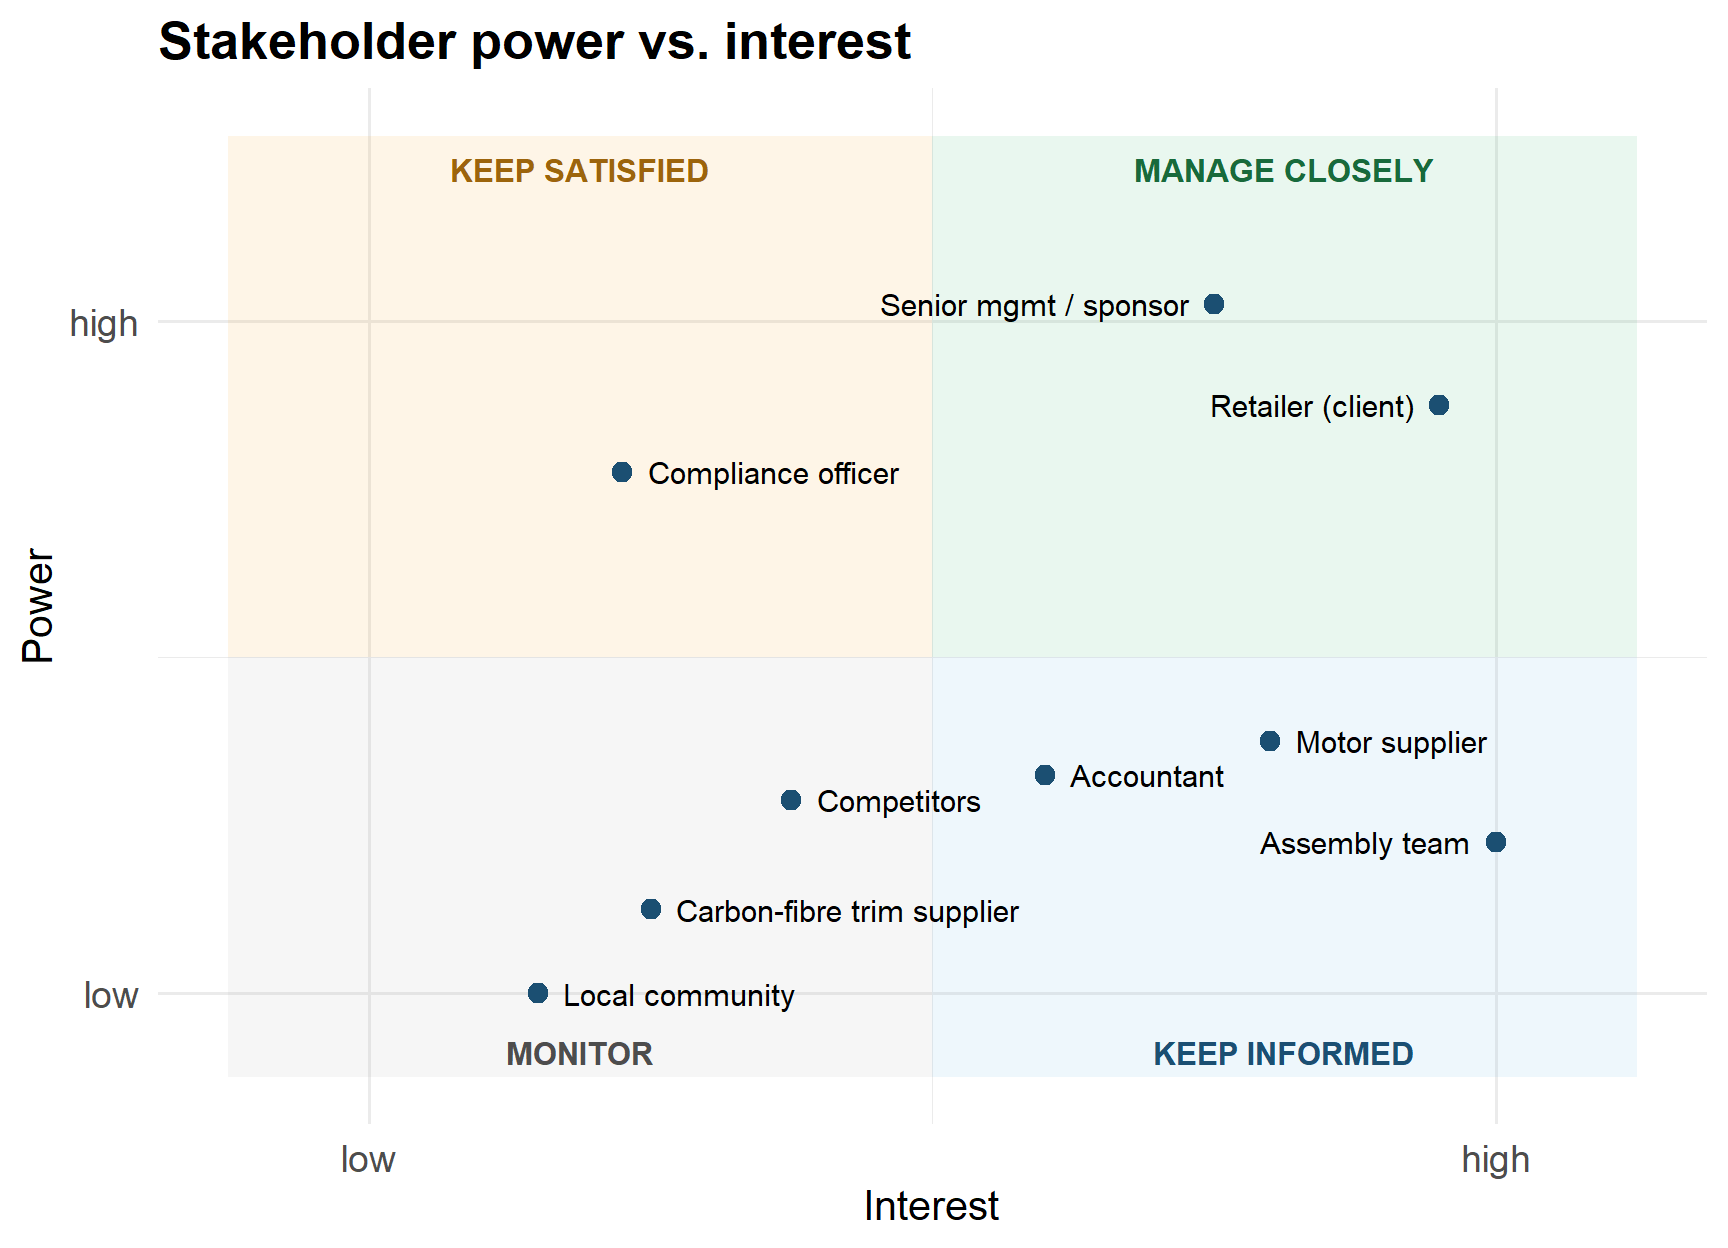 Stakeholder power vs. interest
KEEP SATISFIED
MANAGE CLOSELY
Senior mgmt / sponsor
high
Retailer (client)
Compliance officer
Power
Motor supplier
Accountant
Competitors
Assembly team
Carbon-fibre trim supplier
low
Local community
MONITOR
KEEP INFORMED
low
high
Interest